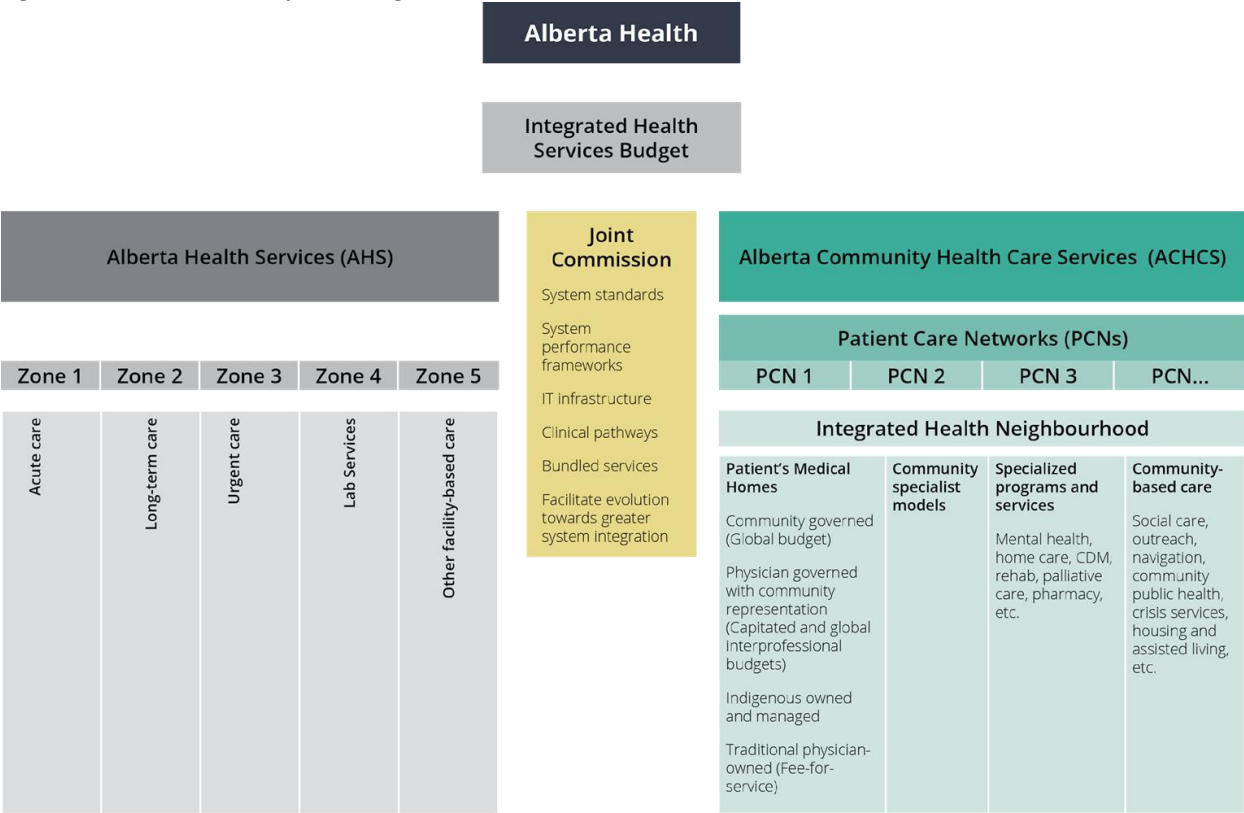 Alberta Health
Integrated Health
Services Budget
Alberta Health Services (AHS)
Zone 1
Zone 2
Zone 3
Zone 4
Zone 5
Acute care
Long-term care
Urgent care
Lab Services
Other facility-based care
Joint
Commission
System standards
System
performance
frameworks
IT infrastructure
Clinical pathways
Bundled services
Facilitate evolution
towards greater
system integration
Alberta Community Health Care Services (ACHCS)
Patient Care Networks (PCNs)
PCN 1
PCN 2
PCN 3
PCN...
Integrated Health Neighbourhood
Patient’s Medical
Homes
Community governed
(Global budget)
Physician governed
with community
representation
(Capitated and global
interprofessional
budgets)
Indigenous owned
and managed
Traditional physician-
owned (Fee-for-
service)
Community
specialist
models
Specialized
programs and
services
Mental health,
home care, CDM,
rehab, palliative
care, pharmacy,
etc.
Community-
based care
Social care,
outreach,
navigation,
community
public health,
crisis services,
housing and
assisted living,
etc.